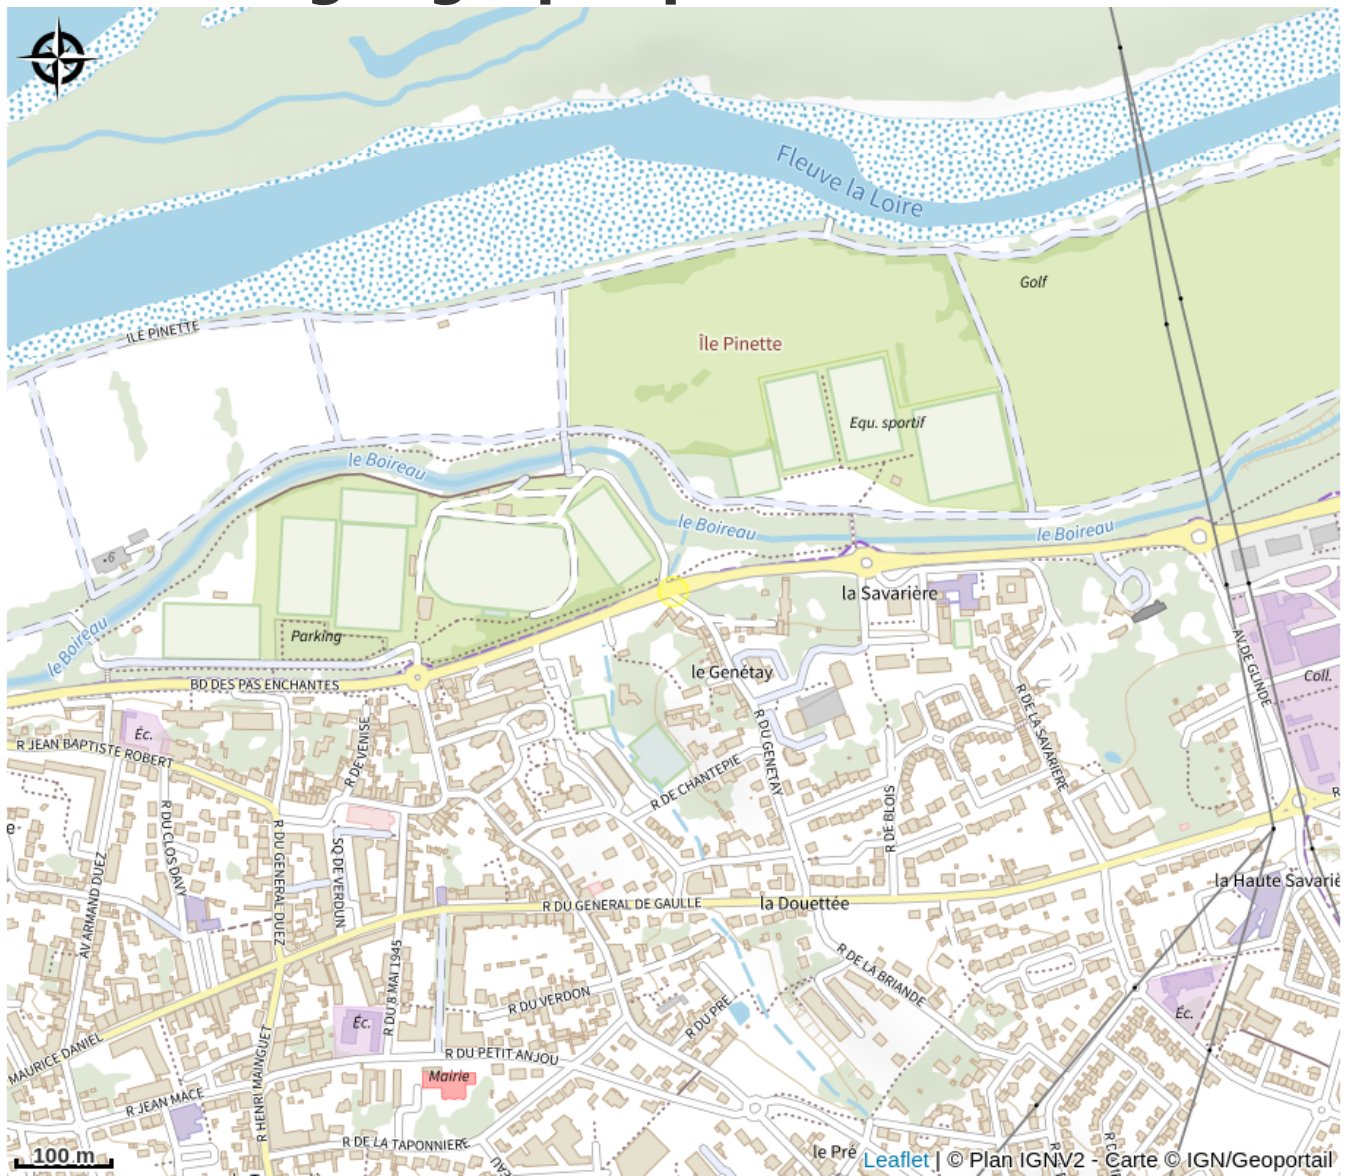 Fleuve la Loire
Golf
ILE PINETTE
Île Pinette
Equ. sportif
le Boireau
le Boireau
le Boireau
-6
la Savarière
le Boireau
Parking
AV. DE GLINDE
le Genétay
Coll.
BD DES PAS ENCHANTES
R DE LA SAVARIERE
R DU GENETAY
R DE VENISE
Éc.
R JEAN BAPTISTE ROBERT
R DE CHANTEPIE
R DE BLOIS
R DU CLOS DAVY
R DU GENERAL DUEZ
SQ DE VERDUN
AV ARMAND DUEZ
la Haute Savariè
R DU GENERAL DE GAULLE
la Douettée
R DU 8 MAI 1945
R DE LA BRIANDE
R DU VERDON
R DU PRE
Éc.
Éc.
MAURICE DANIEL
R HENRI MAINGUET
R DU PETIT ANJOU
Mairie
R JEAN MACE
R DE LA TAPONNIERE
le Pré
100 m
Leaflet | © Plan IGNV2 - Carte © IGN/Geoportail